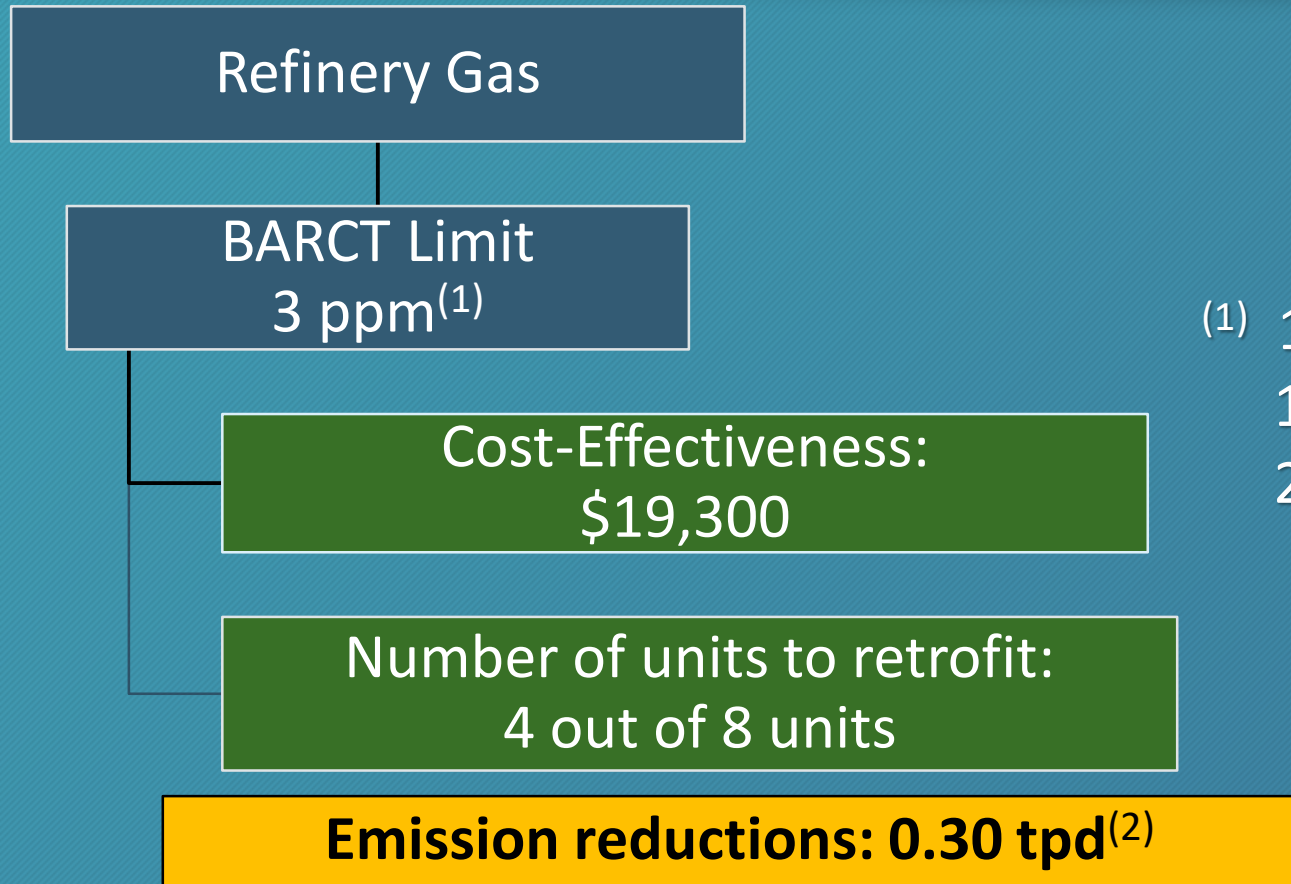 Refinery Gas
BARCT Limit
3 ppm(1)
(1)
Cost-Effectiveness:
$19,300
Number of units to retrofit:
4 out of 8 units
Emission reductions: 0.30 tpd(2)